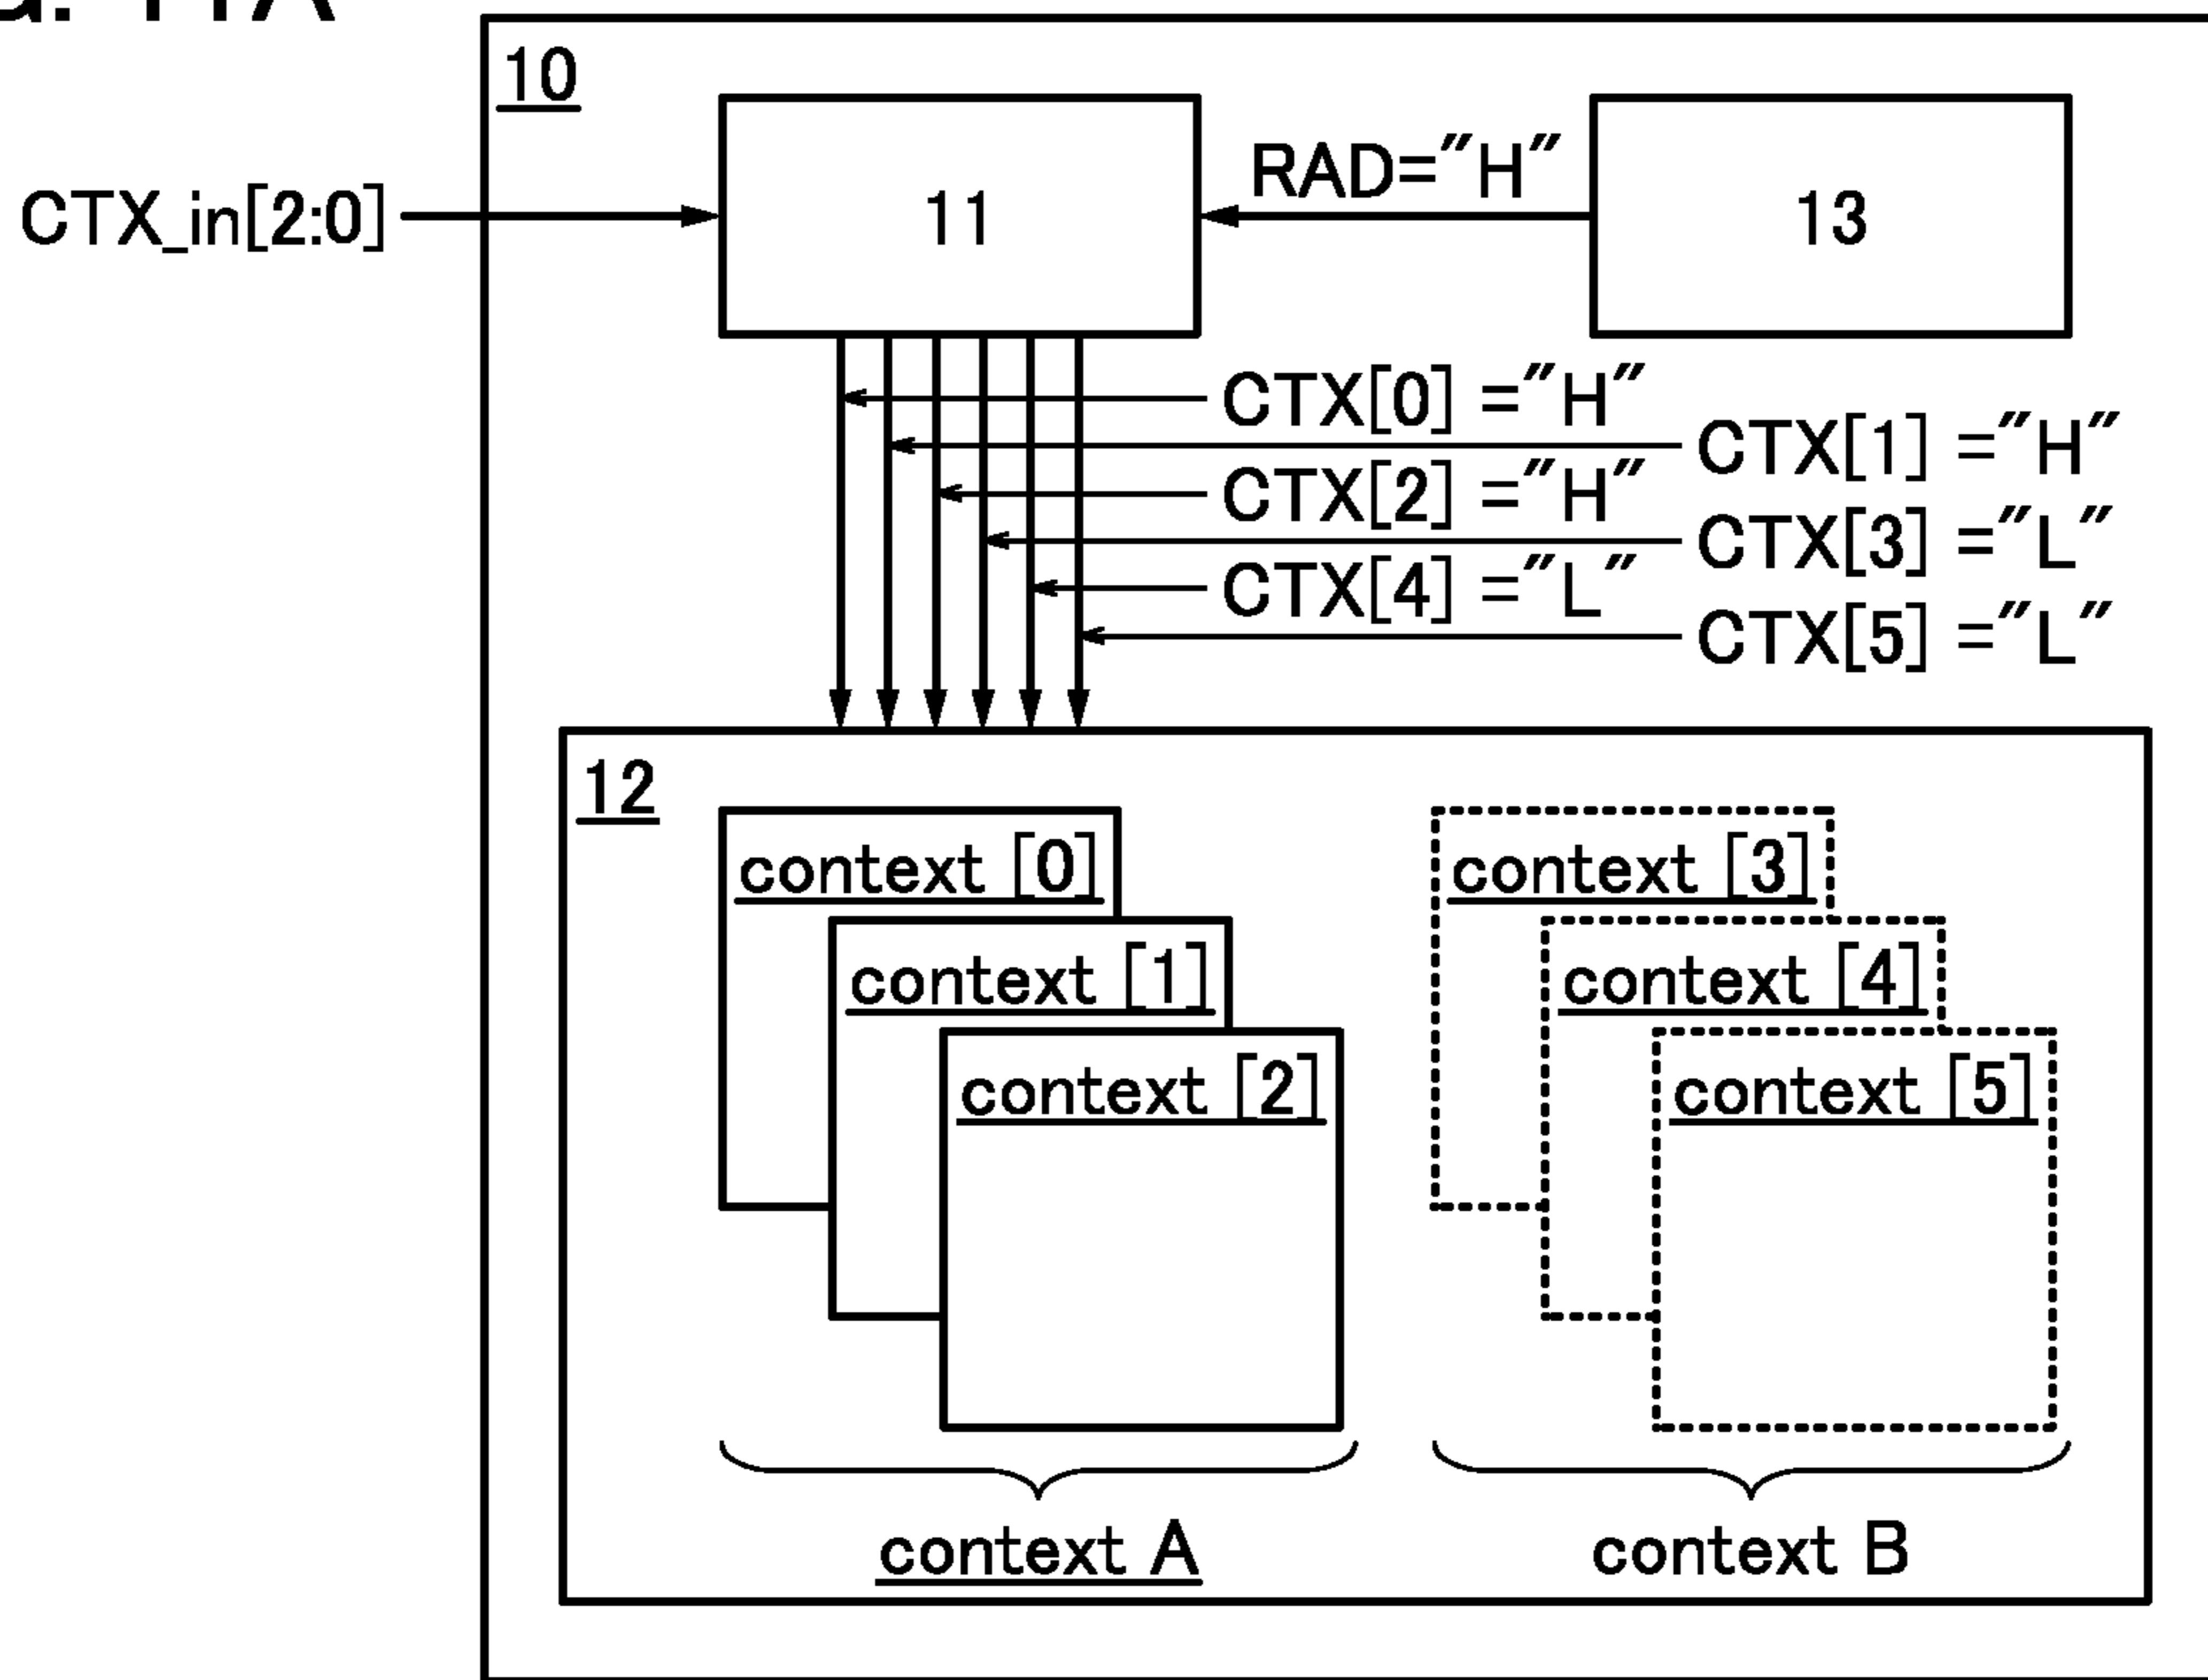 11A
10
11
RAD="H"
13
CTX_in[2:0]
CTX[0] ="H"
CTX[1] ="H"
CTX[2] ="H"
CTX[3] ="L"
CTX[4] ="L"
CTX[5] ="L"
12
context [0]
context [3]
context [1]
context [4]
context [2]
context [5]
context A
context B